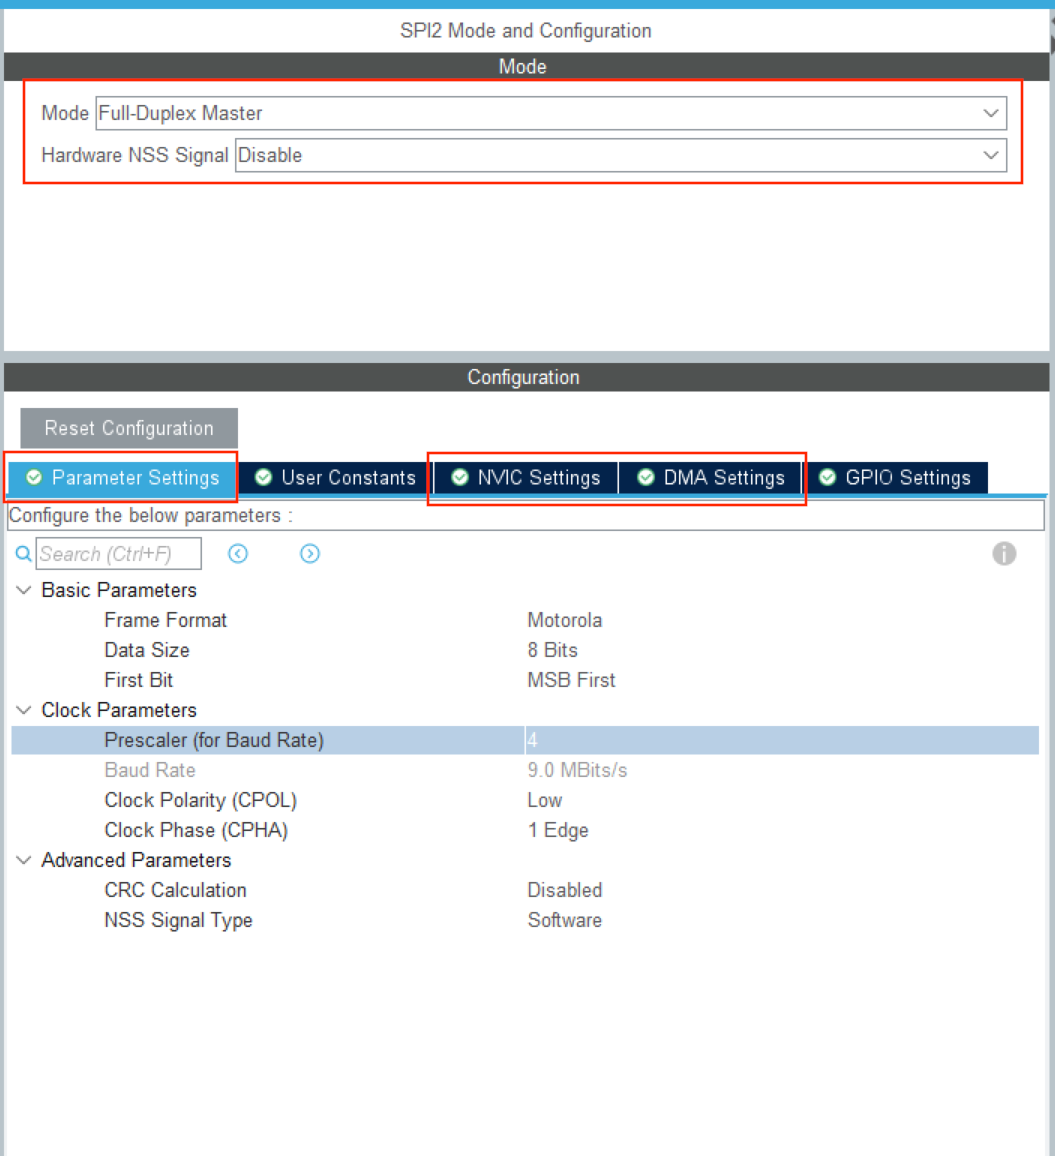 SPI2 Mode and Configuration
Mode
Mode Full-Duplex Master
Hardware NSS Signal Disable
Configuration
Reset Configuration
Parameter Settings User Constants NVIC Settings DMA Settings GPIO Settings
Configure the below parameters :
Search (Ctrl+F)
Basic Parameters
Frame Format Motorola
Data Size 8 Bits
First Bit MSB First
Clock Parameters
Prescaler (for Baud Rate) 4
Baud Rate 9.0 MBits/s
Clock Polarity (CPOL) Low
Clock Phase (CPHA) 1 Edge
Advanced Parameters
CRC Calculation Disabled
NSS Signal Type Software